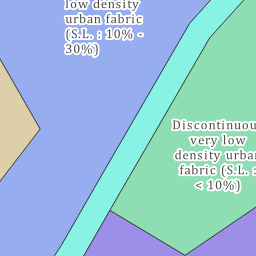 low density
urban fabric
(S.L. : 10% -
30%)
Discontinuou
very low
density urba
fabric (S.L. :
< 10%)